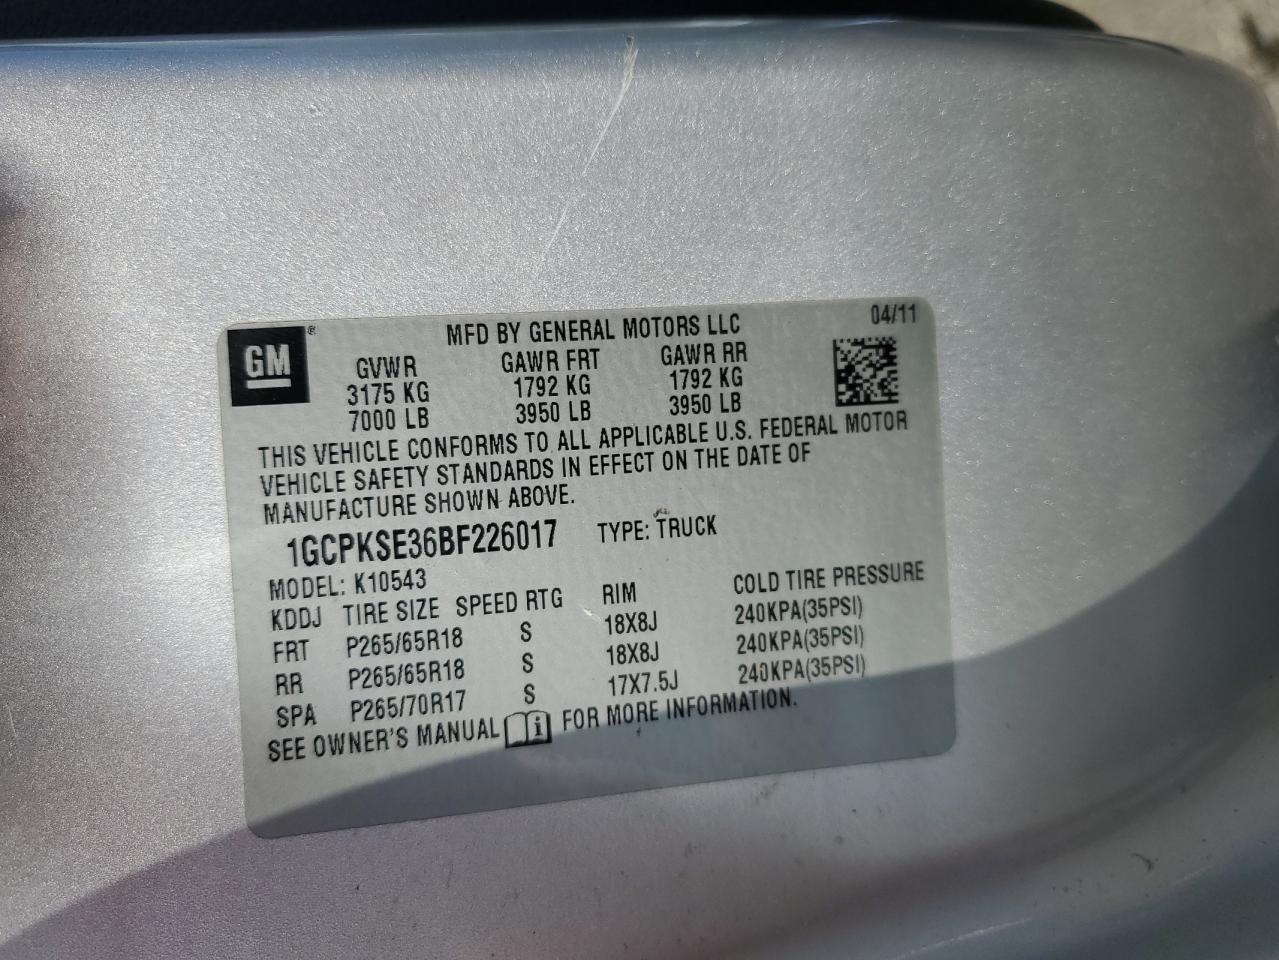 GM®
MFD BY GENERAL MOTORS LLC 04/11
GVWR GAWR FRT GAWR RR
3175 KG 1792 KG 1792 KG
7000 LB 3950 LB 3950 LB
THIS VEHICLE CONFORMS TO ALL APPLICABLE U.S. FEDERAL MOTOR
VEHICLE SAFETY STANDARDS IN EFFECT ON THE DATE OF
MANUFACTURE SHOWN ABOVE.
1GCPKSE36BF226017 TYPE: TRUCK
MODEL: K10543
KDDJ TIRE SIZE SPEED RTG RIM COLD TIRE PRESSURE
FRT P265/65R18 S 18X8J 240KPA(35PSI)
RR P265/65R18 S 18X8J 240KPA(35PSI)
SPA P265/70R17 S 17X7.5J 240KPA(35PSI)
SEE OWNER'S MANUAL i FOR MORE INFORMATION.